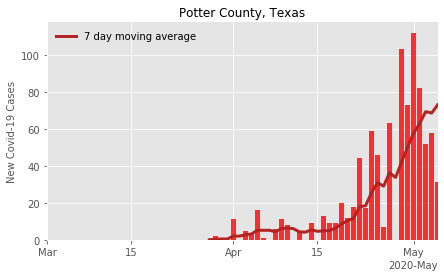 Potter County, Texas
7 day moving average
New Covid-19 Cases
100
80
60
40
20
0
Mar 15 Apr 15 May
2020-May